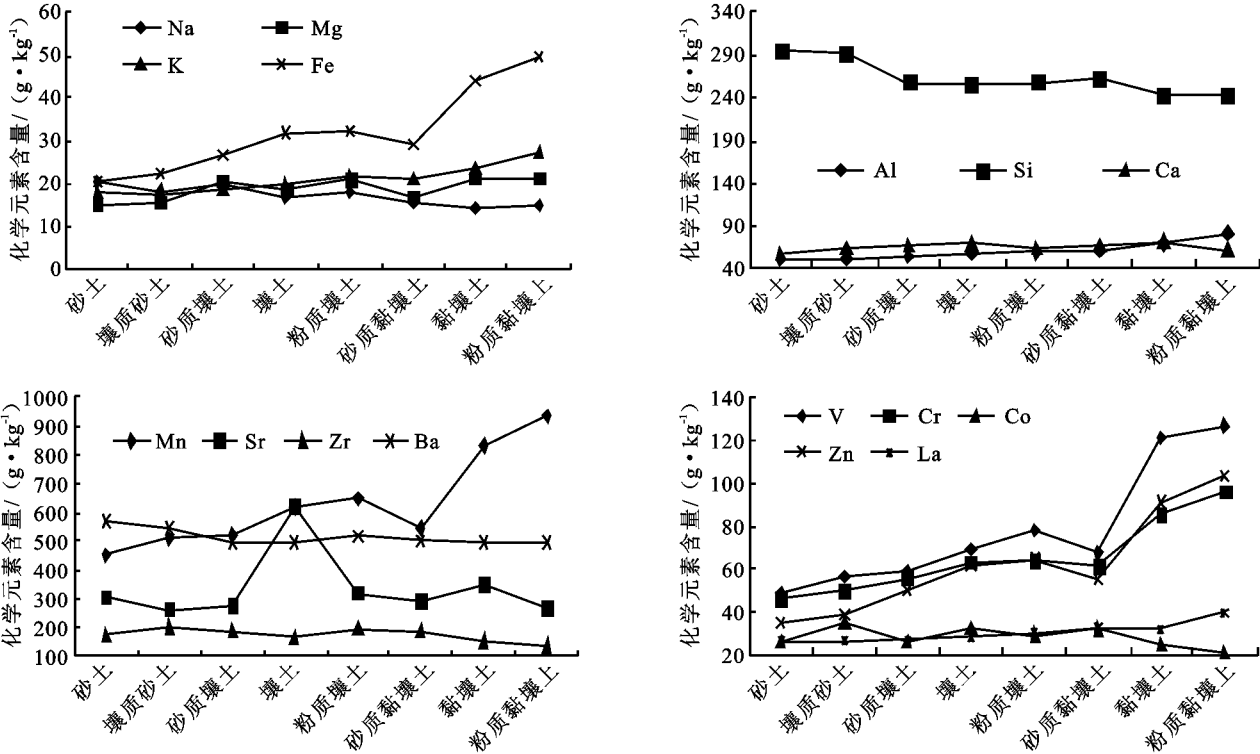 化学元素含量/(g·kg⁻¹)
60
50
40
30
20
10
0
Na
Mg
K
Fe
砂土
壤质砂土
砂质壤土
壤土
粉质壤土
砂质黏壤土
黏壤土
粉质黏壤上
化学元素含量/(g·kg⁻¹)
340
290
240
190
140
90
40
Al
Si
Ca
砂土
壤质砂土
砂质壤土
壤土
粉质壤土
砂质黏壤土
黏壤土
粉质黏壤上
化学元素含量/(g·kg⁻¹)
1000
900
800
700
600
500
400
300
200
100
Mn
Sr
Zr
Ba
砂土
壤质砂土
砂质壤土
壤土
粉质壤土
砂质黏壤土
黏壤土
粉质黏壤上
化学元素含量/(g·kg⁻¹)
140
120
100
80
60
40
20
V
Cr
Co
Zn
La
砂土
壤质砂土
砂质壤土
壤土
粉质壤土
砂质黏壤土
黏壤土
粉质黏壤上